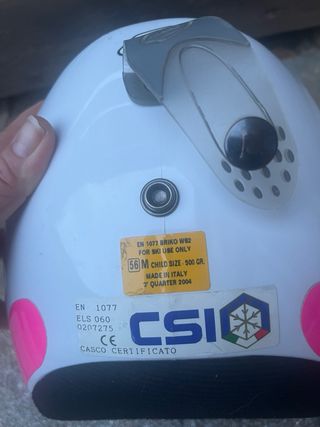 EN 1077 BRIKO WB2
FOR SKI USE ONLY
56 M CHILD SIZE - 500 GR.
MADE IN ITALY
3° QUARTER 2004
EN 1077
ELS 060
0207275
CE
CSI
CASCO CERTIFICATO